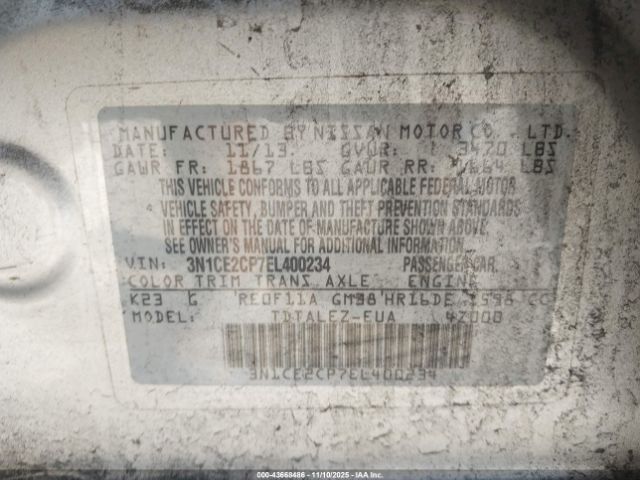 MANUFACTURED BY NISSAN MOTOR CO., LTD.
DATE: 11/13 GVWR: 3470 LBS
GAWR FR: 1867 LBS GAWR RR: 1664 LBS
THIS VEHICLE CONFORMS TO ALL APPLICABLE FEDERAL MOTOR
VEHICLE SAFETY, BUMPER AND THEFT PREVENTION STANDARDS
IN EFFECT ON THE DATE OF MANUFACTURE SHOWN ABOVE.
SEE OWNER'S MANUAL FOR ADDITIONAL INFORMATION.
VIN: 3N1CE2CP7EL400234 PASSENGER CAR
COLOR TRIM TRANS AXLE ENGINE
K23 G RE0F11A GM38 HR16DE 1598 CC
MODEL: TDTALEZ-EUA 4Z000
3N1CE2CP7EL400234
000-43668486 - 11/10/2025 - IAA Inc.